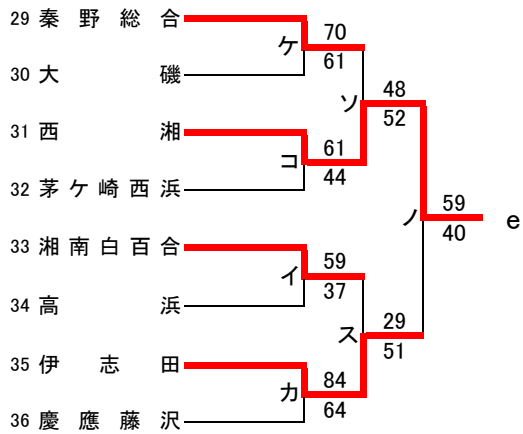 29 秦野総合
70
ケ
61
30 大磯
48
ソ
52
31 西湘
61
コ
44
32 茅ケ崎西浜
59
ノ
40
e
33 湘南白百合
59
イ
37
34 高浜
29
ス
51
35 伊志田
84
カ
64
36 慶應藤沢